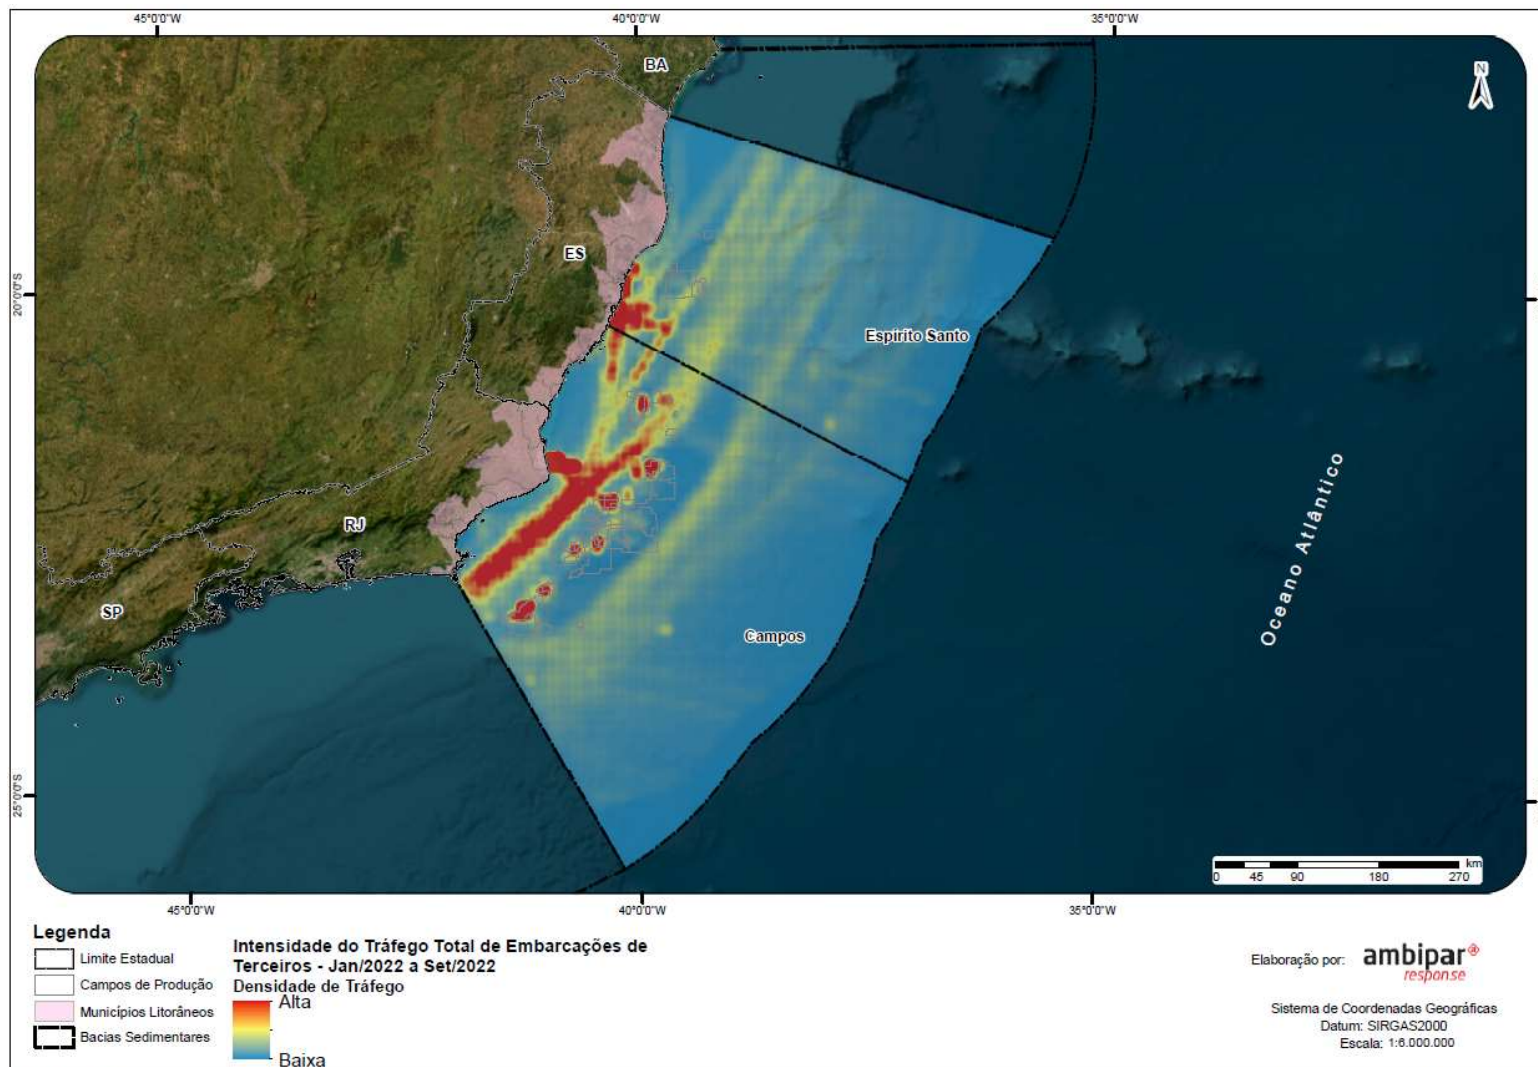 45°0'0"W
40°0'0"W
35°0'0"W
BA
N
ES
20°0'0"S
Espírito Santo
RJ
Oceano Atlântico
SP
Campos
25°0'0"S
km
0 45 90 180 270
45°0'0"W
40°0'0"W
35°0'0"W
Legenda
Limite Estadual
Campos de Produção
Municípios Litorâneos
Bacias Sedimentares
Intensidade do Tráfego Total de Embarcações de
Terceiros - Jan/2022 a Set/2022
Densidade de Tráfego
Alta
Baixa
Elaboração por:
ambipar®
response
Sistema de Coordenadas Geográficas
Datum: SIRGAS2000
Escala: 1:6.000.000